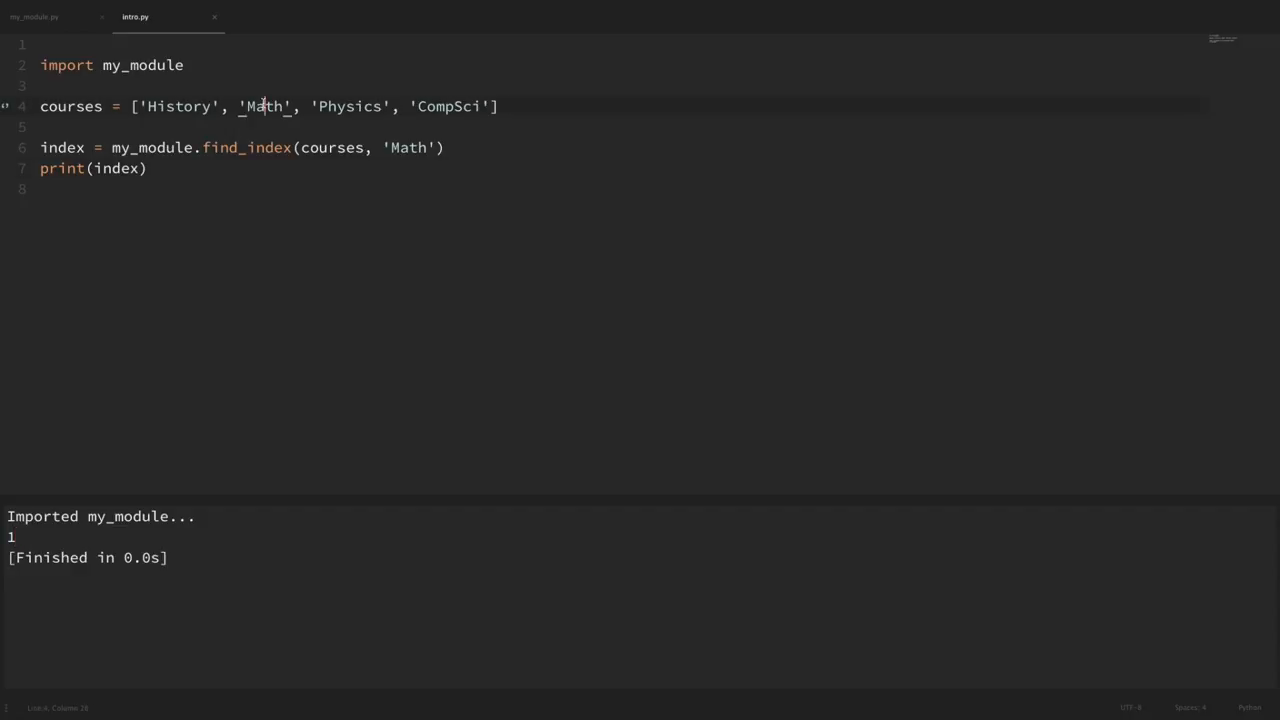 my_module.py × intro.py ×
1
2 import my_module
3
4 courses = ['History', 'Math', 'Physics', 'CompSci']
5
6 index = my_module.find_index(courses, 'Math')
7 print(index)
8
Imported my_module...
1
[Finished in 0.0s]
Line 4, Column 28 UTF-8 Spaces: 4 Python